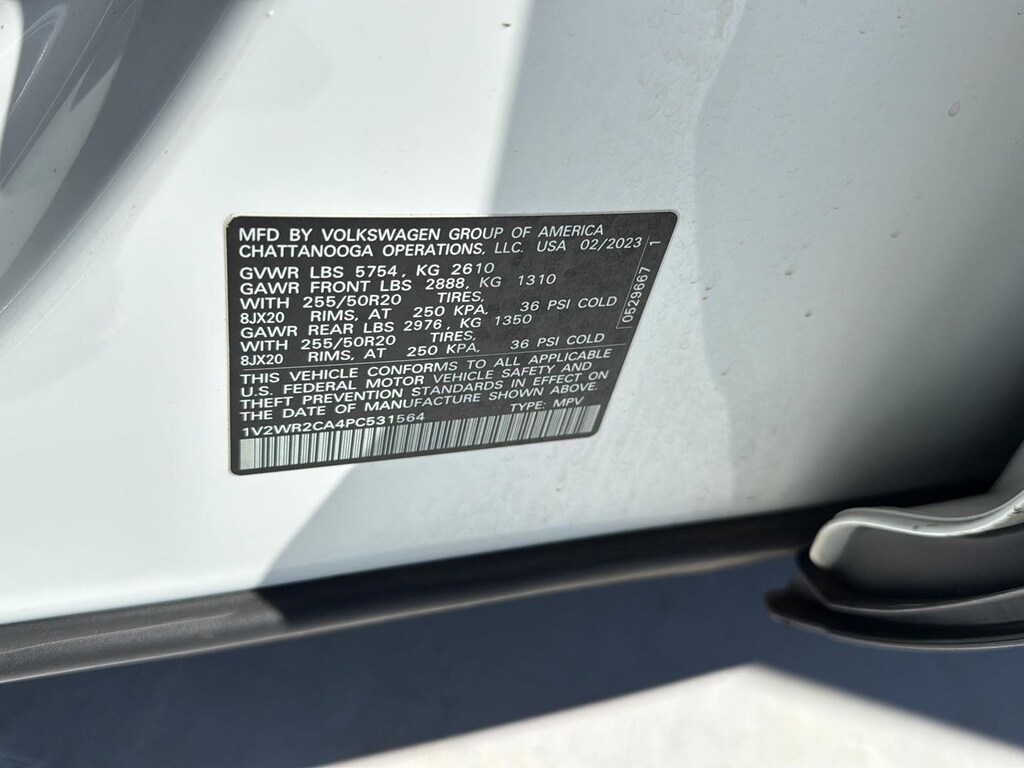 MFD BY VOLKSWAGEN GROUP OF AMERICA
CHATTANOOGA OPERATIONS, LLC. USA 02/2023
GVWR LBS 5754, KG 2610
GAWR FRONT LBS 2888, KG 1310
WITH 255/50R20 TIRES,
8JX20 RIMS, AT 250 KPA, 36 PSI COLD
GAWR REAR LBS 2976, KG 1350
WITH 255/50R20 TIRES,
8JX20 RIMS, AT 250 KPA, 36 PSI COLD
THIS VEHICLE CONFORMS TO ALL APPLICABLE
U.S. FEDERAL MOTOR VEHICLE SAFETY AND
THEFT PREVENTION STANDARDS IN EFFECT ON
THE DATE OF MANUFACTURE SHOWN ABOVE.
1V2WR2CA4PC531564 TYPE: MPV
0529667 1